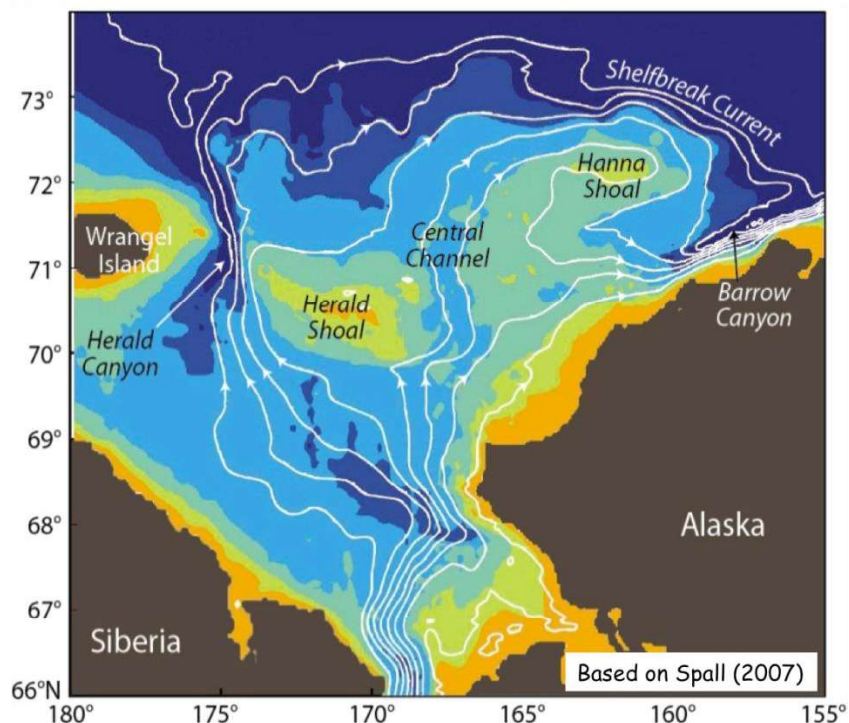 73°
72°
71°
70°
69°
68°
67°
66°N
180°
175°
170°
165°
160°
155°
Shelfbreak Current
Hanna
Shoal
Central
Channel
Wrangel
Island
Herald
Shoal
Herald
Canyon
Barrow
Canyon
Alaska
Siberia
Based on Spall (2007)